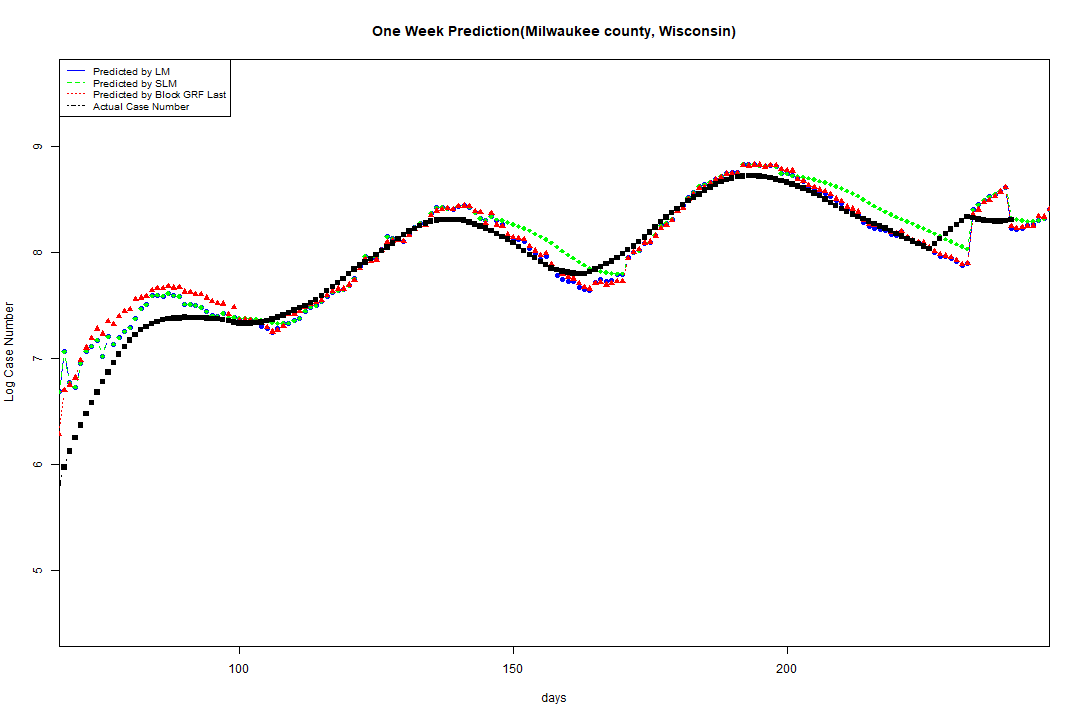 One Week Prediction(Milwaukee county, Wisconsin)
Predicted by LM
Predicted by SLM
Predicted by Block GRF Last
Actual Case Number
Log Case Number
9
8
7
6
5
100 150 200
days